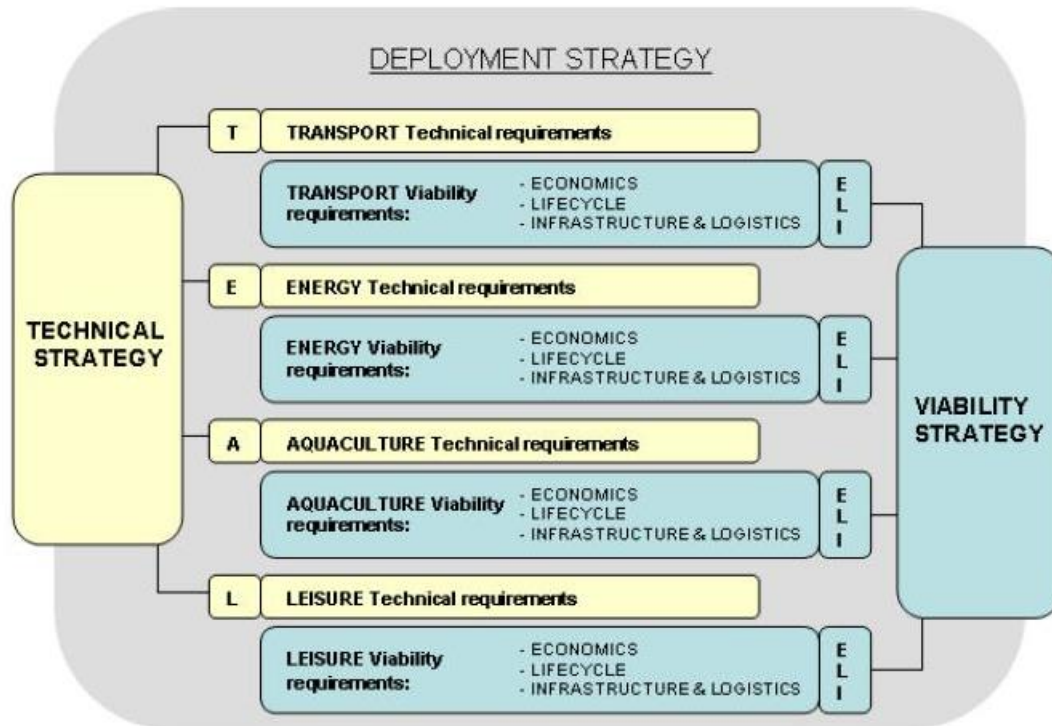 DEPLOYMENT STRATEGY
T
TRANSPORT Technical requirements
TRANSPORT Viability
requirements:
- ECONOMICS
- LIFECYCLE
- INFRASTRUCTURE & LOGISTICS
E
L
I
E
ENERGY Technical requirements
ENERGY Viability
requirements:
- ECONOMICS
- LIFECYCLE
- INFRASTRUCTURE & LOGISTICS
E
L
I
A
AQUACULTURE Technical requirements
AQUACULTURE Viability
requirements:
- ECONOMICS
- LIFECYCLE
- INFRASTRUCTURE & LOGISTICS
E
L
I
L
LEISURE Technical requirements
LEISURE Viability
requirements:
- ECONOMICS
- LIFECYCLE
- INFRASTRUCTURE & LOGISTICS
E
L
I
TECHNICAL
STRATEGY
VIABILITY
STRATEGY